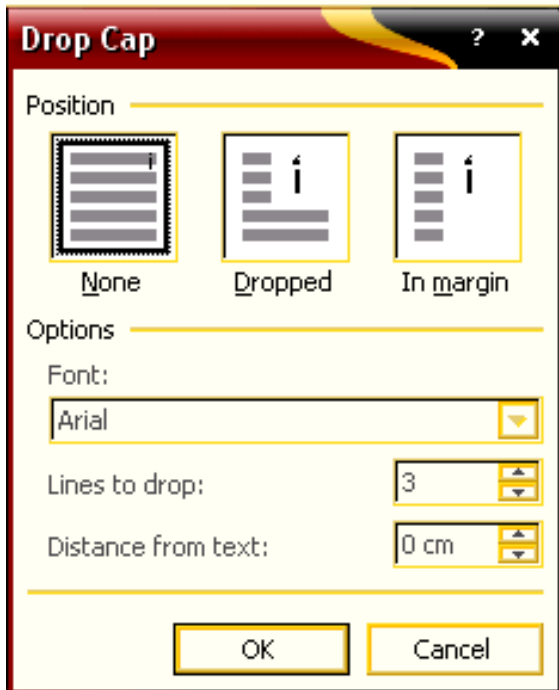 Drop Cap
Position
None
Dropped
In margin
Options
Font:
Arial
Lines to drop:
3
Distance from text:
0 cm
OK
Cancel